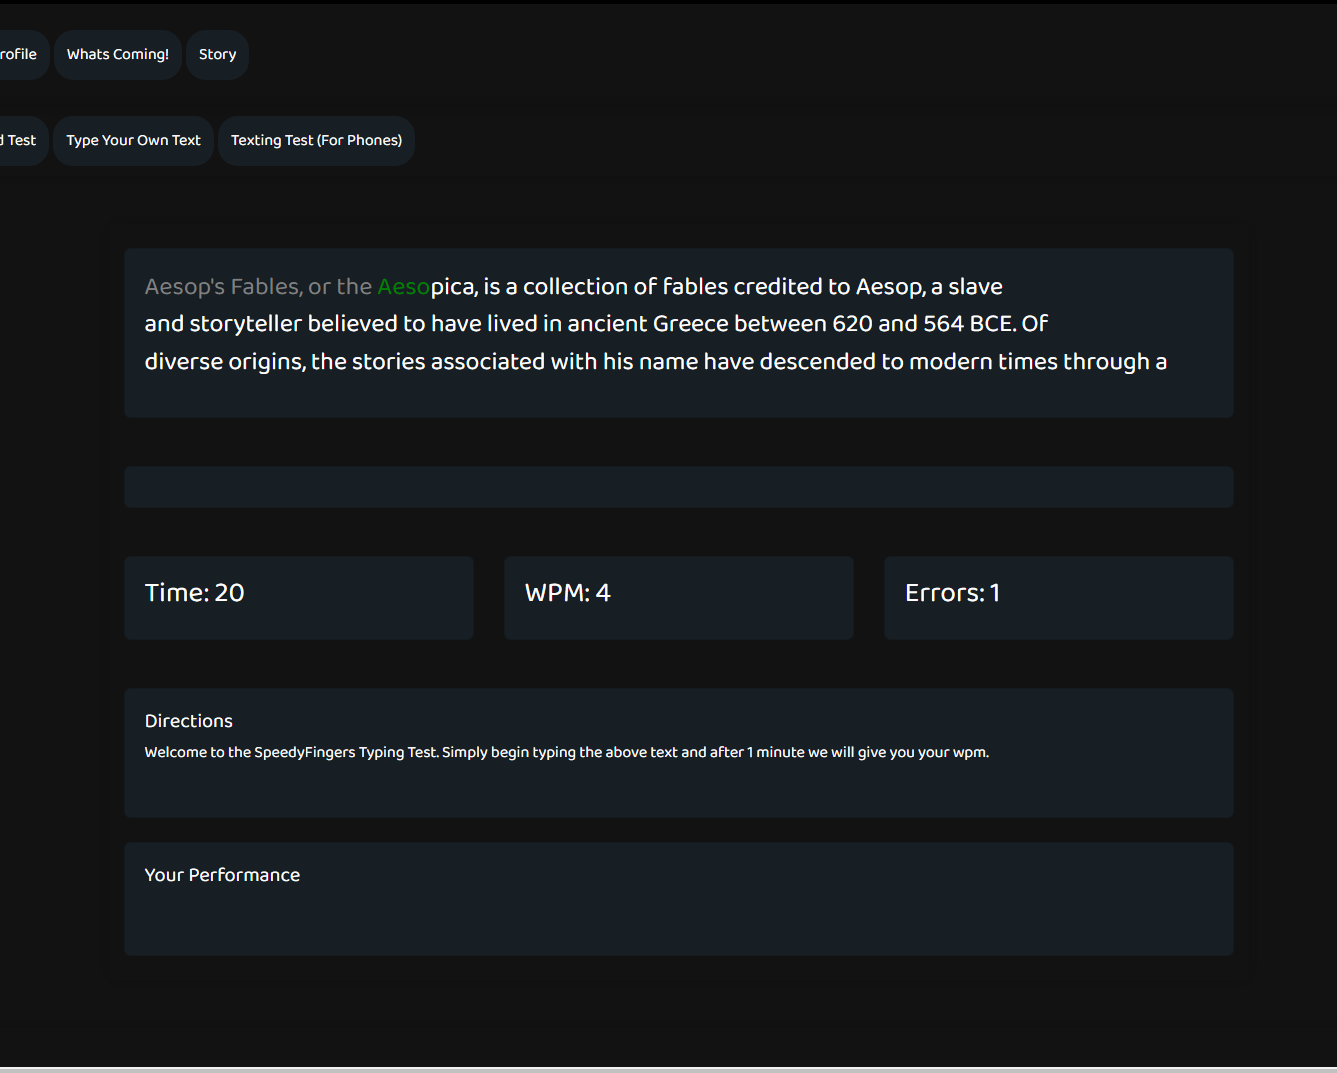 rofile Whats Coming! Story
d Test Type Your Own Text Texting Test (For Phones)
Aesop's Fables, or the Aesopica, is a collection of fables credited to Aesop, a slave
and storyteller believed to have lived in ancient Greece between 620 and 564 BCE. Of
diverse origins, the stories associated with his name have descended to modern times through a
Time: 20 WPM: 4 Errors: 1
Directions
Welcome to the SpeedyFingers Typing Test. Simply begin typing the above text and after 1 minute we will give you your wpm.
Your Performance